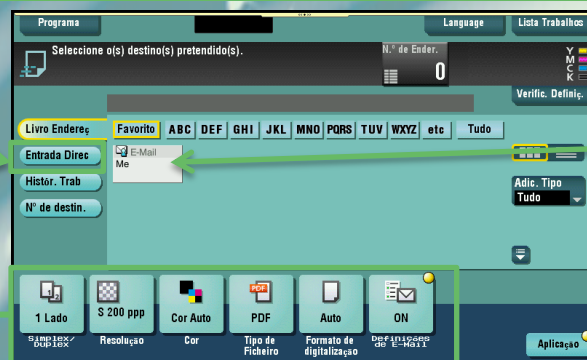 Programa
Language
Lista Trabalhos
Seleccione o(s) destino(s) pretendido(s).
N.º de Ender.
0
Y
M
C
K
Verific. Definiç.
Livro Endereç
Favorito ABC DEF GHI JKL MNO PQRS TUV WXYZ etc Tudo
Entrada Direc
E-Mail
Me
Histór. Trab
Adic. Tipo
Tudo
Nº de destin.
1 Lado
S 200 ppp
Cor Auto
PDF
Auto
ON
Simplex/
Duplex
Resolução
Cor
Tipo de
Ficheiro
Formato de
digitalização
Definições
de E-Mail
Aplicação